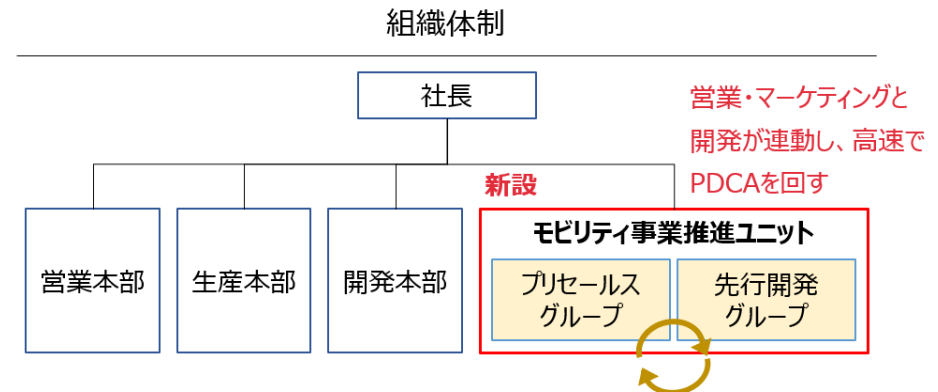 組織体制
社長
営業・マーケティングと
開発が連動し、高速で
PDCAを回す
新設
営業本部
生産本部
開発本部
モビリティ事業推進ユニット
プリセールス
グループ
先行開発
グループ